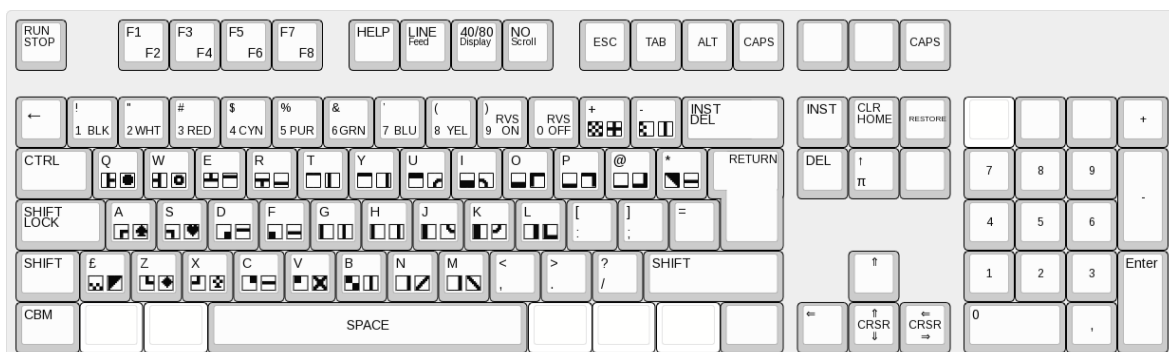 RUN STOP F1 F2 F3 F4 F5 F6 F7 F8 HELP LINE Feed 40/80 Display NO Scroll ESC TAB ALT CAPS CAPS
← ! 1 BLK " 2 WHT # 3 RED $ 4 CYN % 5 PUR & 6 GRN ' 7 BLU ( 8 YEL ) 9 RVS ON 0 RVS OFF + - INST DEL INST CLR HOME RESTORE +
CTRL Q W E R T Y U I O P @ * RETURN DEL ↑ π 7 8 9 -
SHIFT LOCK A S D F G H J K L [ : ] ; = 4 5 6
SHIFT £ Z X C V B N M < , > . ? / SHIFT ⇑ 1 2 3 Enter
CBM SPACE ⇐ ⇑ CRSR ⇓ ⇐ CRSR ⇒ 0 ,